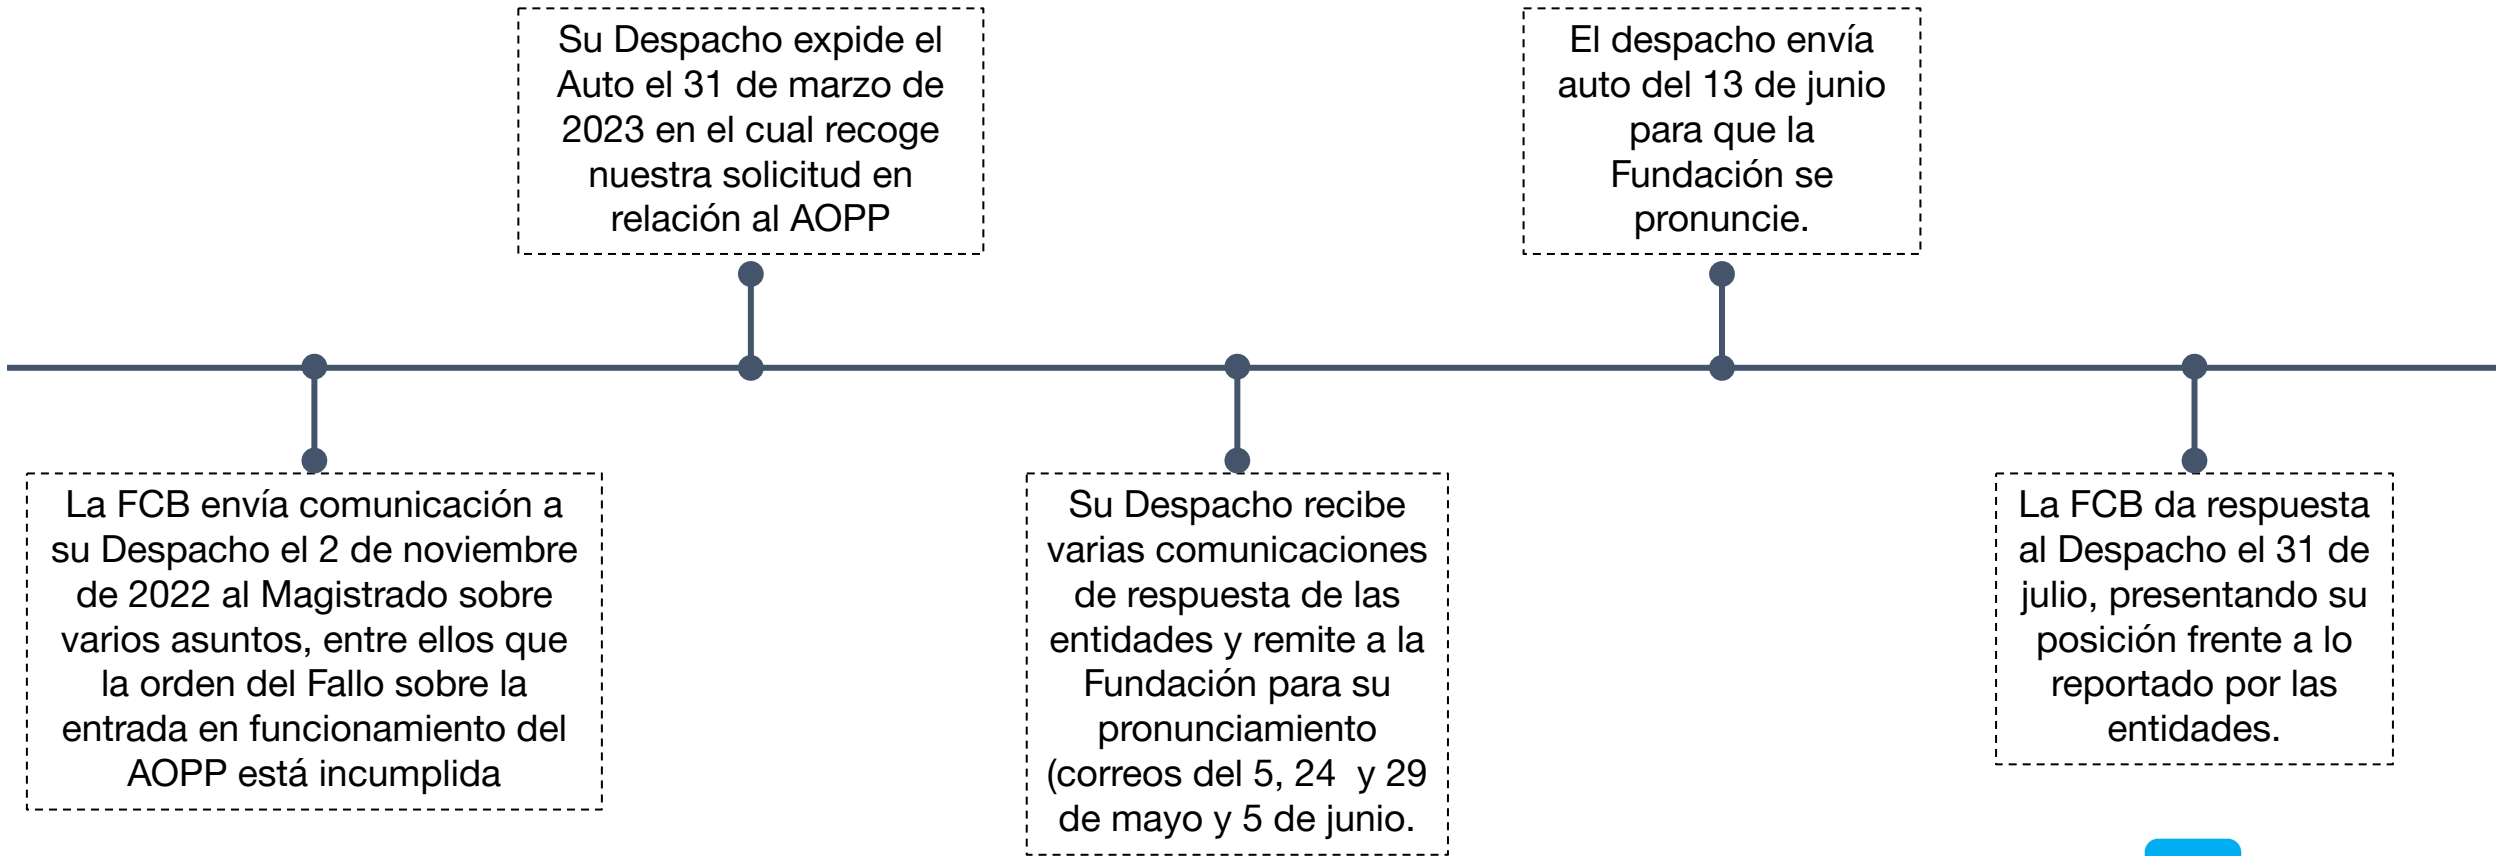 Su Despacho expide el
Auto el 31 de marzo de
2023 en el cual recoge
nuestra solicitud en
relación al AOPP
El despacho envía
auto del 13 de junio
para que la
Fundación se
pronuncie.
La FCB envía comunicación a
su Despacho el 2 de noviembre
de 2022 al Magistrado sobre
varios asuntos, entre ellos que
la orden del Fallo sobre la
entrada en funcionamiento del
AOPP está incumplida
Su Despacho recibe
varias comunicaciones
de respuesta de las
entidades y remite a la
Fundación para su
pronunciamiento
(correos del 5, 24  y 29
de mayo y 5 de junio.
La FCB da respuesta
al Despacho el 31 de
julio, presentando su
posición frente a lo
reportado por las
entidades.